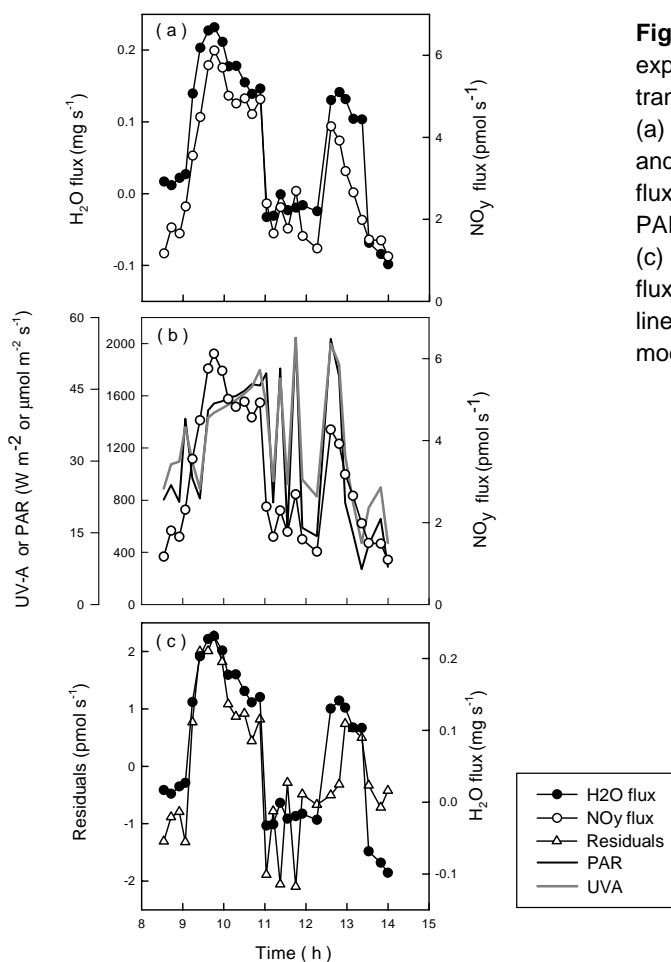 ( a )
0.2
0.1
0.0
-0.1
H2O flux (mg s-1)
6
4
2
0
NOy flux (pmol s-1)
Fig
exp
tran
(a)
and
flux
PAR
(c)
flux
line
mod
( b )
60
45
30
15
0
2000
1600
1200
800
400
0
UV-A or PAR (W m-2 or μmol m-2 s-1)
6
4
2
0
NOy flux (pmol s-1)
( c )
2
1
0
-1
-2
Residuals (pmol s-1)
0.2
0.1
0.0
-0.1
H2O flux (mg s-1)
8 9 10 11 12 13 14 15
Time ( h )
H2O flux
NOy flux
Residuals
PAR
UVA